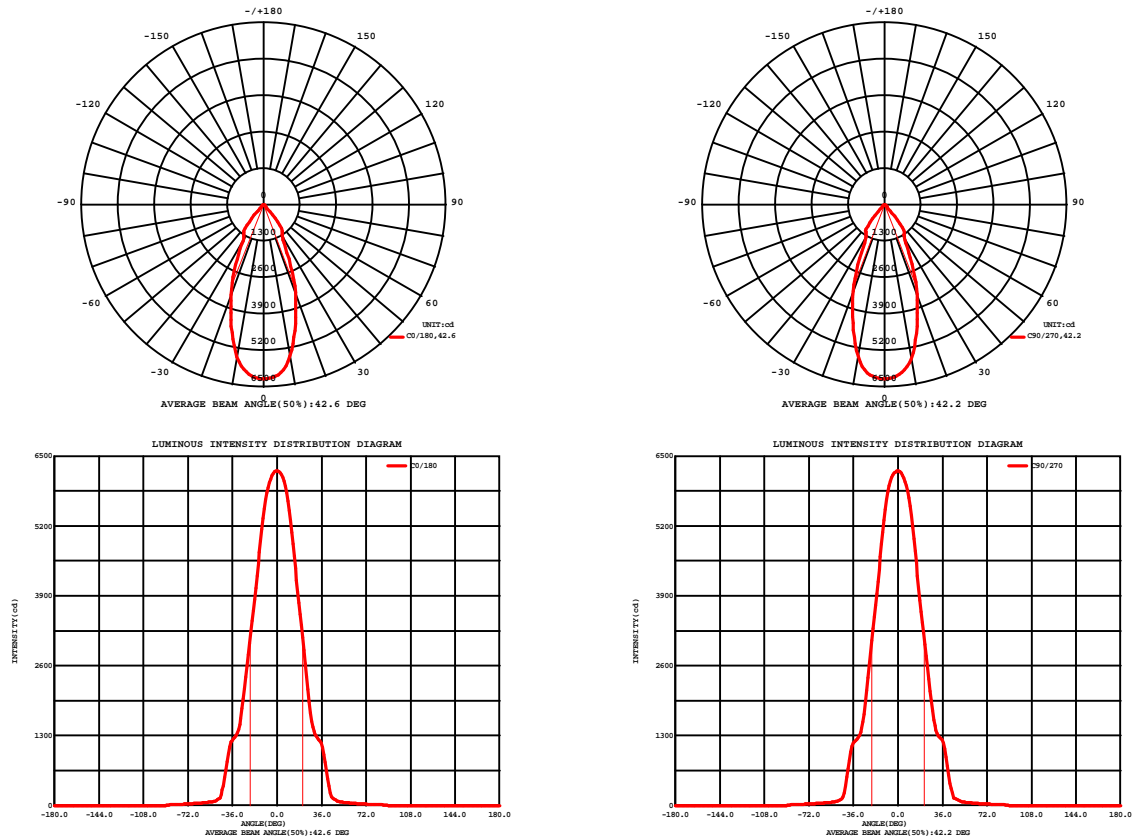 -/+180
-/+180
-150
150
-150
150
-120
120
-120
120
-90
0
90
-90
0
90
1300
1300
2600
2600
-60
3900
60
-60
3900
60
UNIT:cd
UNIT:cd
C0/180,42.6
C90/270,42.2
5200
5200
-30
6500
30
-30
6500
30
0
0
AVERAGE BEAM ANGLE(50%):42.6 DEG
AVERAGE BEAM ANGLE(50%):42.2 DEG
LUMINOUS INTENSITY DISTRIBUTION DIAGRAM
6500
C0/180
5200
3900
INTENSITY(cd)
2600
1300
0
-180.0 -144.0 -108.0 -72.0 -36.0 0.0 36.0 72.0 108.0 144.0 180.0
ANGLE(DEG)
AVERAGE BEAM ANGLE(50%):42.6 DEG
LUMINOUS INTENSITY DISTRIBUTION DIAGRAM
6500
C90/270
5200
3900
INTENSITY(cd)
2600
1300
0
-180.0 -144.0 -108.0 -72.0 -36.0 0.0 36.0 72.0 108.0 144.0 180.0
ANGLE(DEG)
AVERAGE BEAM ANGLE(50%):42.2 DEG